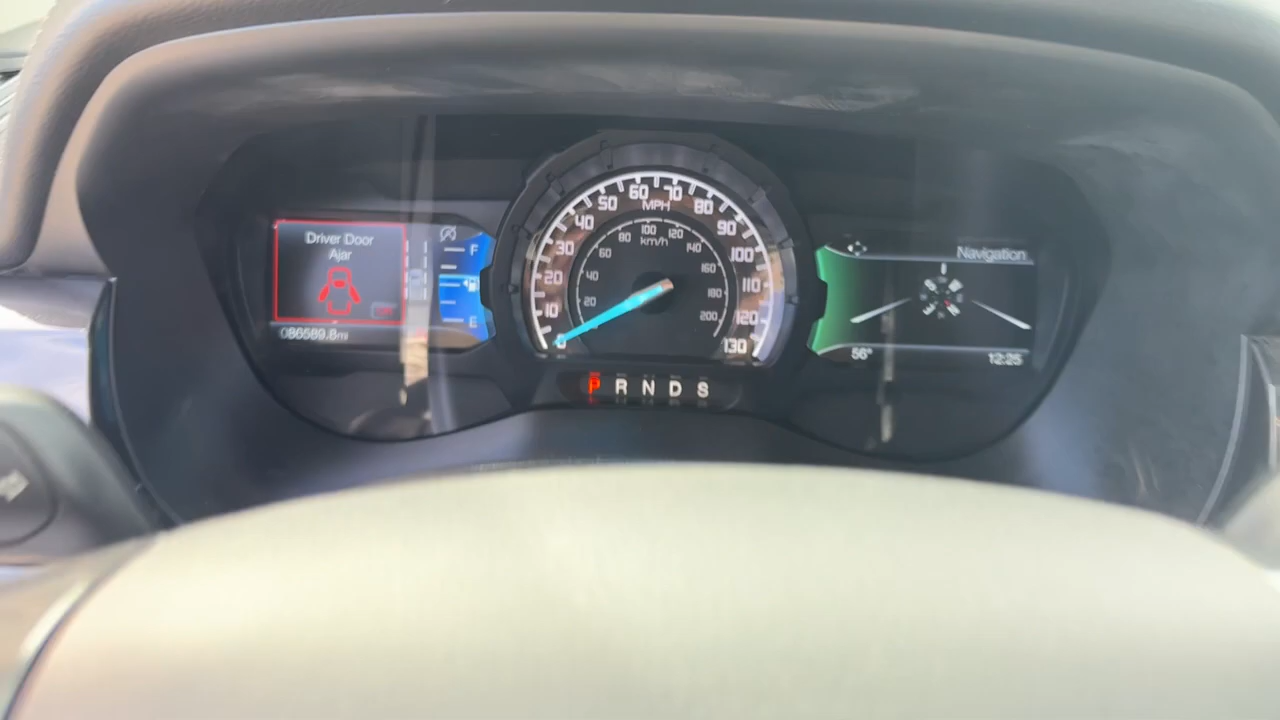 Driver Door
Ajar
086589.8mi
F
E
0
10
20
30
40
50
60
70
80
90
100
110
120
130
MPH
20
40
60
80
100
120
140
160
180
200
km/h
P R N D S
Navigation
56°
12:25